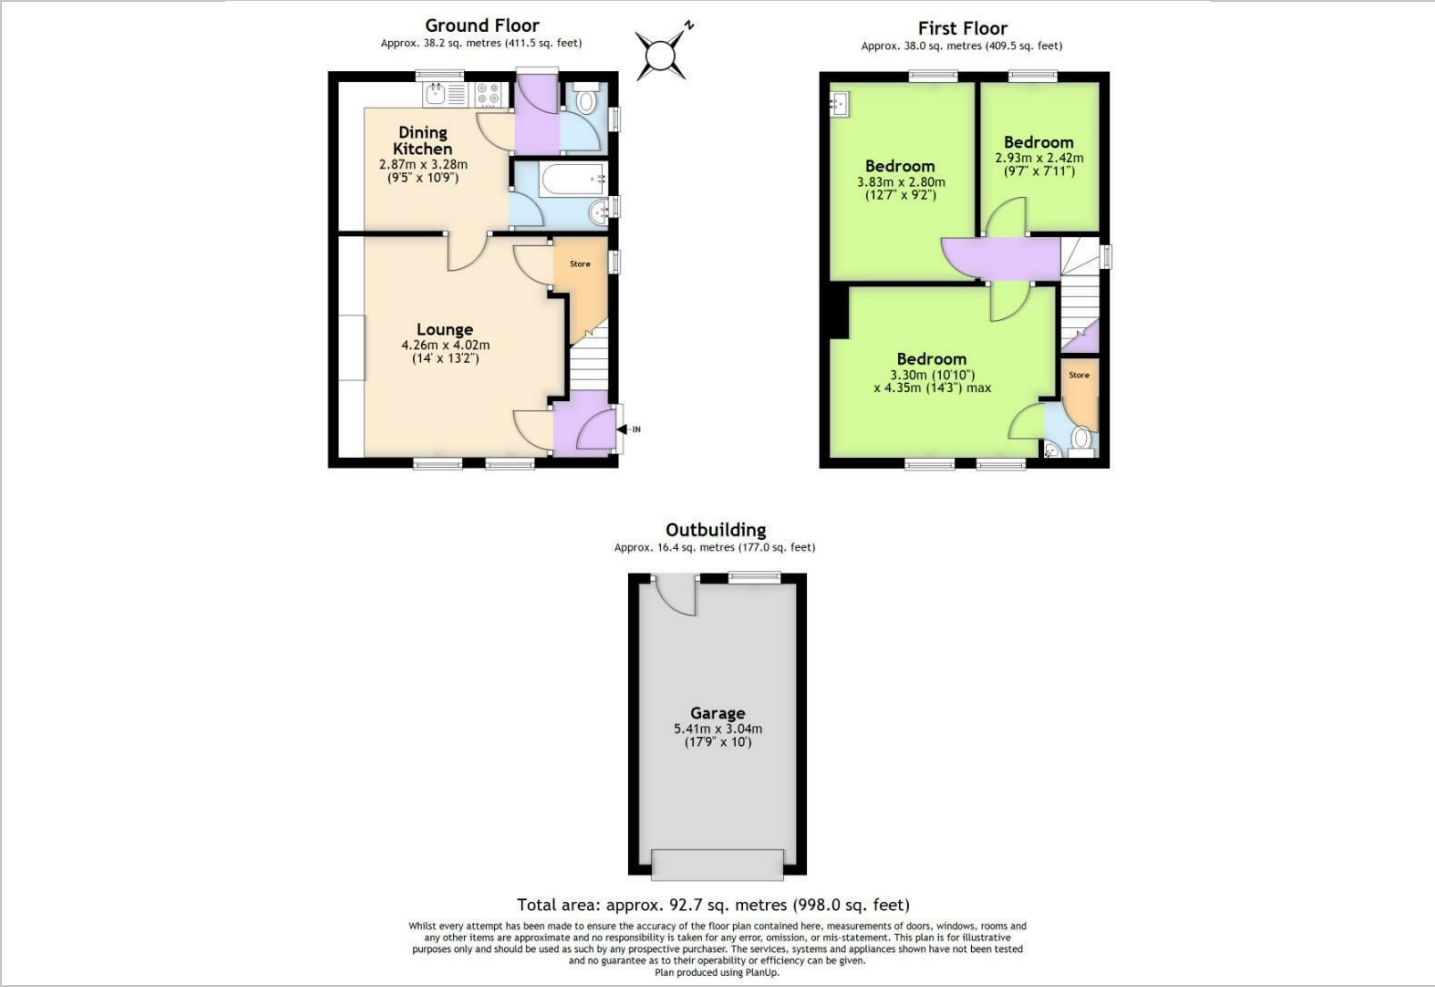 Ground Floor
Approx. 38.2 sq. metres (411.5 sq. feet)
N
Dining
Kitchen
2.87m x 3.28m
(9'5" x 10'9")
Store
Lounge
4.26m x 4.02m
(14' x 13'2")
IN
First Floor
Approx. 38.0 sq. metres (409.5 sq. feet)
Bedroom
3.83m x 2.80m
(12'7" x 9'2")
Bedroom
2.93m x 2.42m
(9'7" x 7'11")
Bedroom
3.30m (10'10")
x 4.35m (14'3") max
Store
Outbuilding
Approx. 16.4 sq. metres (177.0 sq. feet)
Garage
5.41m x 3.04m
(17'9" x 10')
Total area: approx. 92.7 sq. metres (998.0 sq. feet)
Whilst every attempt has been made to ensure the accuracy of the floor plan contained here, measurements of doors, windows, rooms and
any other items are approximate and no responsibility is taken for any error, omission, or mis-statement. This plan is for illustrative
purposes only and should be used as such by any prospective purchaser. The services, systems and appliances shown have not been tested
and no guarantee as to their operability or efficiency can be given.
Plan produced using PlanUp.